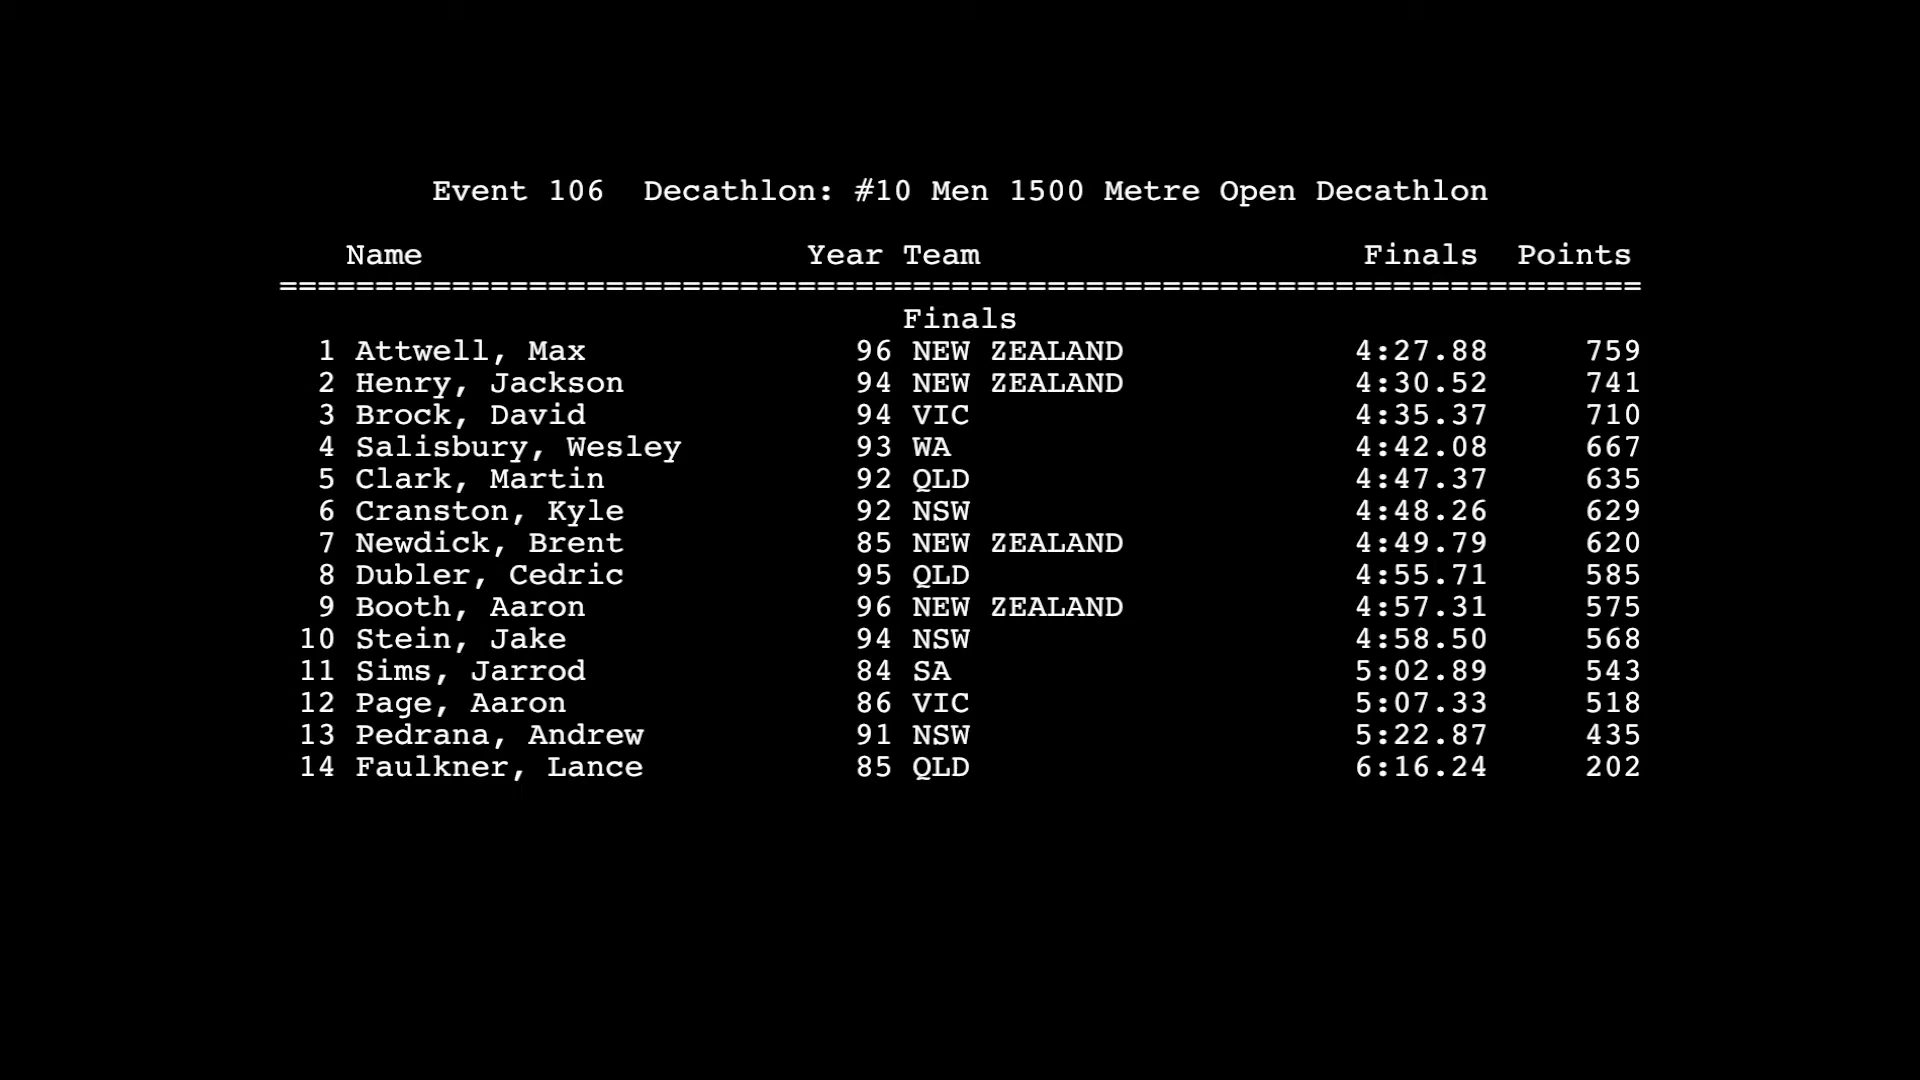 Event 106  Decathlon: #10 Men 1500 Metre Open Decathlon
Name Year Team Finals Points
=======================================================================
Finals
1 Attwell, Max 96 NEW ZEALAND 4:27.88 759
2 Henry, Jackson 94 NEW ZEALAND 4:30.52 741
3 Brock, David 94 VIC 4:35.37 710
4 Salisbury, Wesley 93 WA 4:42.08 667
5 Clark, Martin 92 QLD 4:47.37 635
6 Cranston, Kyle 92 NSW 4:48.26 629
7 Newdick, Brent 85 NEW ZEALAND 4:49.79 620
8 Dubler, Cedric 95 QLD 4:55.71 585
9 Booth, Aaron 96 NEW ZEALAND 4:57.31 575
10 Stein, Jake 94 NSW 4:58.50 568
11 Sims, Jarrod 84 SA 5:02.89 543
12 Page, Aaron 86 VIC 5:07.33 518
13 Pedrana, Andrew 91 NSW 5:22.87 435
14 Faulkner, Lance 85 QLD 6:16.24 202